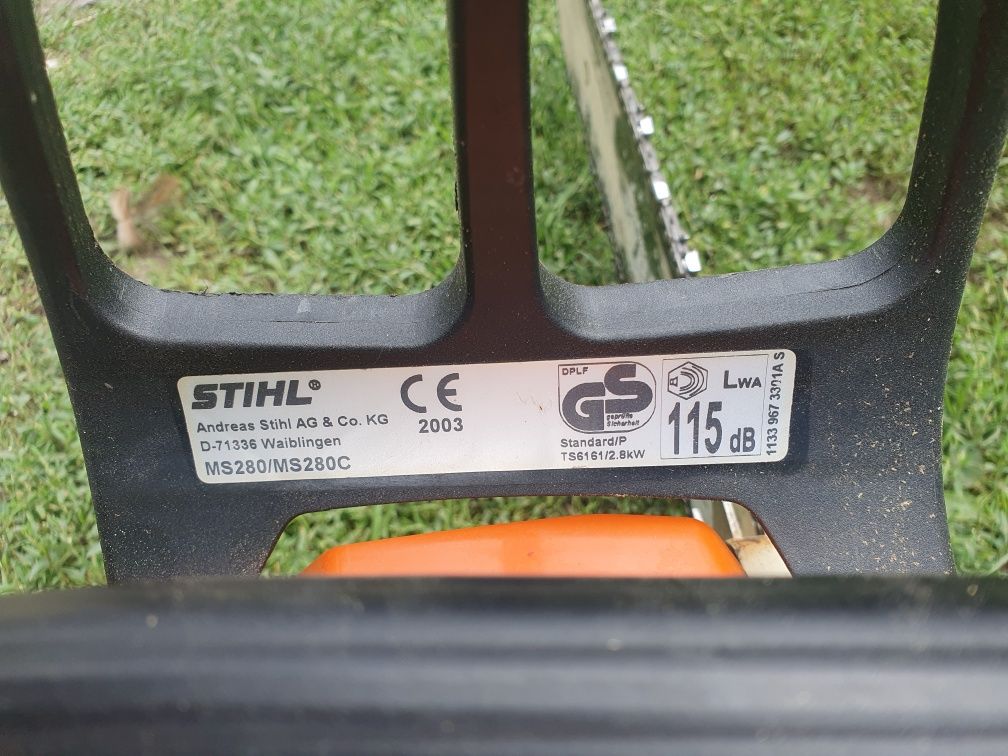 STIHL®
Andreas Stihl AG & Co. KG
D-71336 Waiblingen
MS280/MS280C
CE
2003
DPLF
GS
geprüfte
Sicherheit
Standard/P
TS6161/2.8kW
LWA
115 dB
1133 967 3301A S